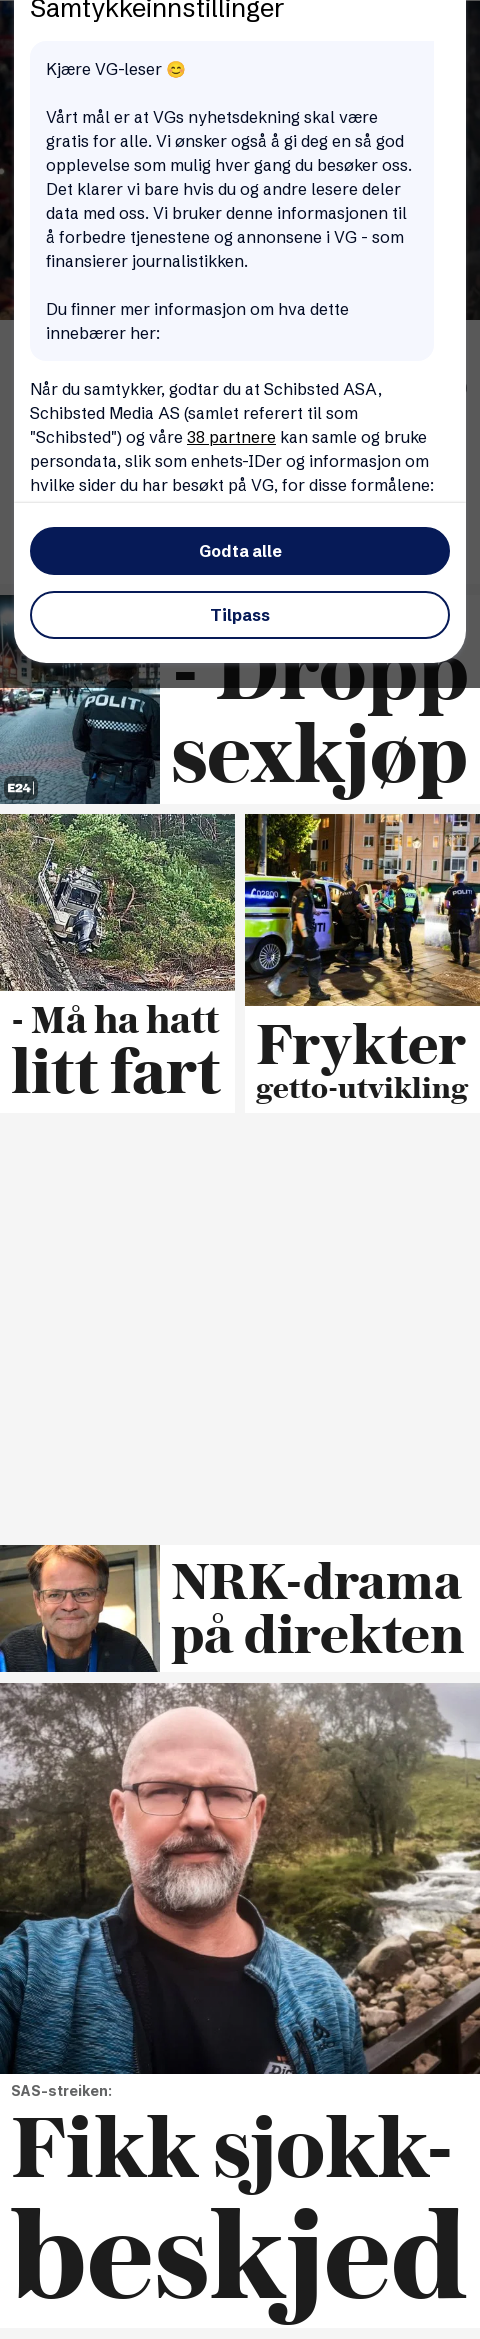 Samtykkeinnstillinger
Kjære VG-leser 😊
Vårt mål er at VGs nyhetsdekning skal være
gratis for alle. Vi ønsker også å gi deg en så god
opplevelse som mulig hver gang du besøker oss.
Det klarer vi bare hvis du og andre lesere deler
data med oss. Vi bruker denne informasjonen til
å forbedre tjenestene og annonsene i VG - som
finansierer journalistikken.
Du finner mer informasjon om hva dette
innebærer her:
Når du samtykker, godtar du at Schibsted ASA,
Schibsted Media AS (samlet referert til som
"Schibsted") og våre 38 partnere kan samle og bruke
persondata, slik som enhets-IDer og informasjon om
hvilke sider du har besøkt på VG, for disse formålene:
Godta alle
Tilpass
POLITI
E24
- Dropp
sexkjøp
- Må ha hatt
litt fart
02800
POLITI
Frykter
getto-utvikling
NRK-drama
på direkten
SAS-streiken:
Fikk sjokk-
beskjed